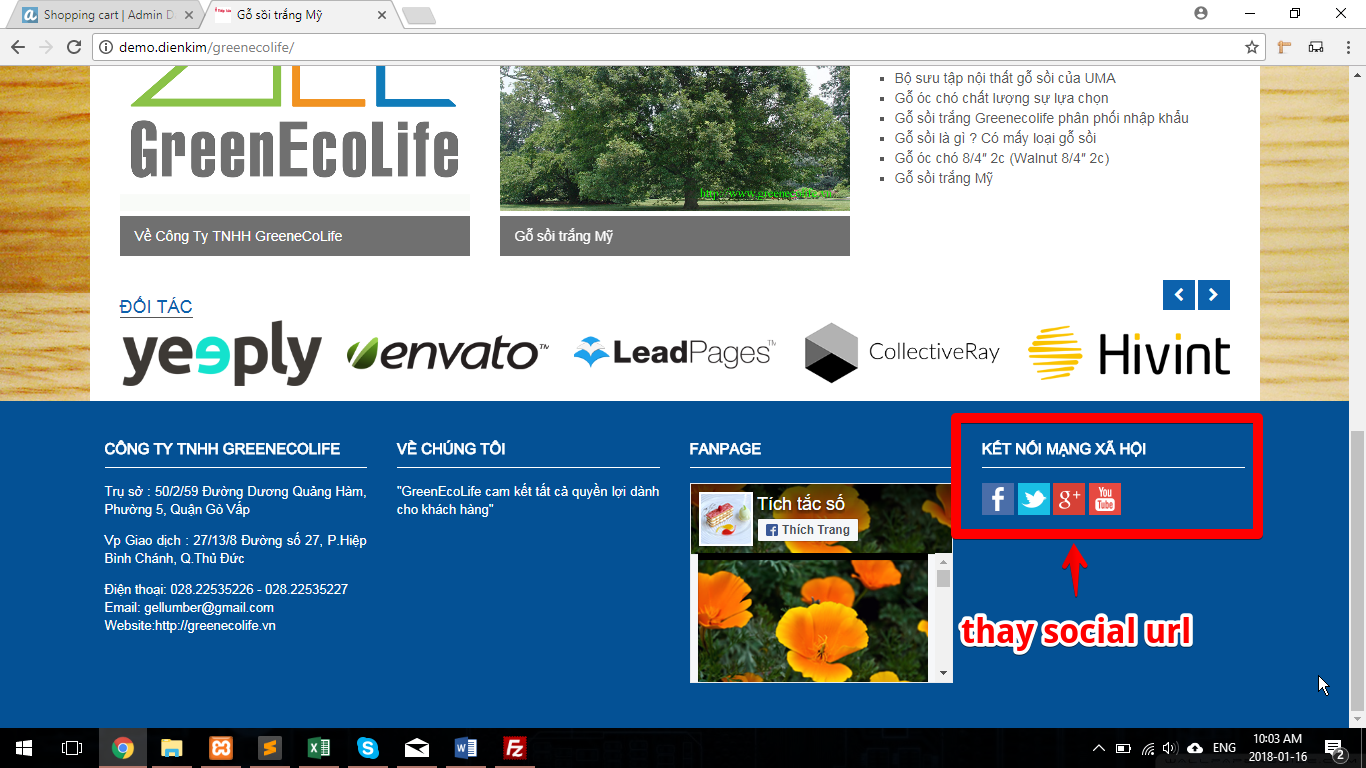 Shopping cart | Admin D
Gỗ sồi trắng Mỹ
demo.dienkim/greenecolife/
GreenEcoLife
Về Công Ty TNHH GreeneCoLife
Gỗ sồi trắng Mỹ
Bộ sưu tập nội thất gỗ sồi của UMA
Gỗ óc chó chất lượng sự lựa chọn
Gỗ sồi trắng Greenecolife phân phối nhập khẩu
Gỗ sồi là gì ? Có mấy loại gỗ sồi
Gỗ óc chó 8/4″ 2c (Walnut 8/4″ 2c)
Gỗ sồi trắng Mỹ
ĐỐI TÁC
yeeply
envato™
LeadPages™
CollectiveRay
Hivint
CÔNG TY TNHH GREENECOLIFE
Trụ sở : 50/2/59 Đường Dương Quảng Hàm,
Phường 5, Quận Gò Vấp
Vp Giao dịch : 27/13/8 Đường số 27, P.Hiệp
Bình Chánh, Q.Thủ Đức
Điện thoại: 028.22535226 - 028.22535227
Email: gellumber@gmail.com
Website:http://greenecolife.vn
VỀ CHÚNG TÔI
"GreenEcoLife cam kết tất cả quyền lợi dành
cho khách hàng"
FANPAGE
Tích tắc số
Thích Trang
KẾT NỐI MẠNG XÃ HỘI
You
Tube
thay social url
ENG
10:03 AM
2018-01-16
2